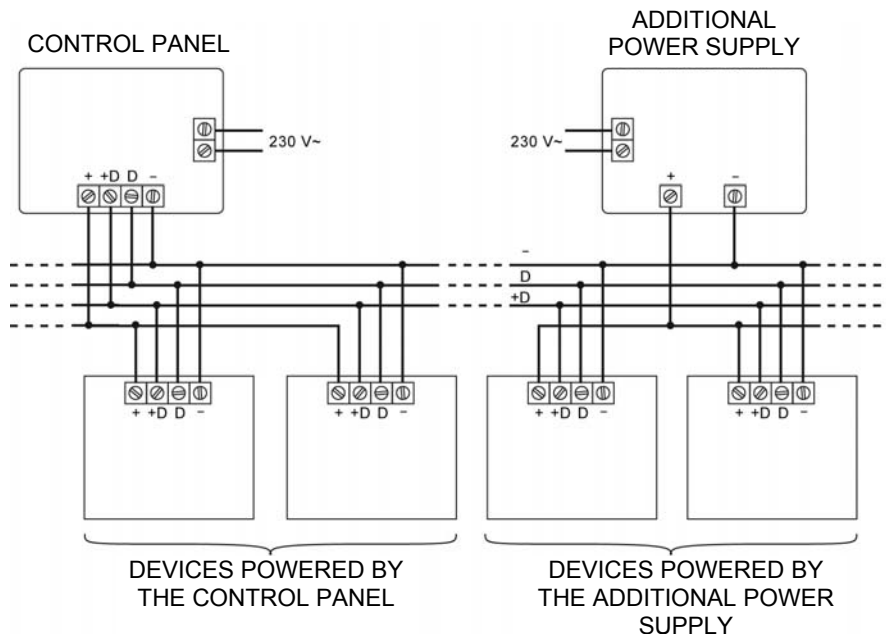 CONTROL PANEL
ADDITIONAL
POWER SUPPLY
230 V~
230 V~
+ +D D -
+ -
-
D
+D
+ +D D -
+ +D D -
+ +D D -
+ +D D -
DEVICES POWERED BY
THE CONTROL PANEL
DEVICES POWERED BY
THE ADDITIONAL POWER
SUPPLY